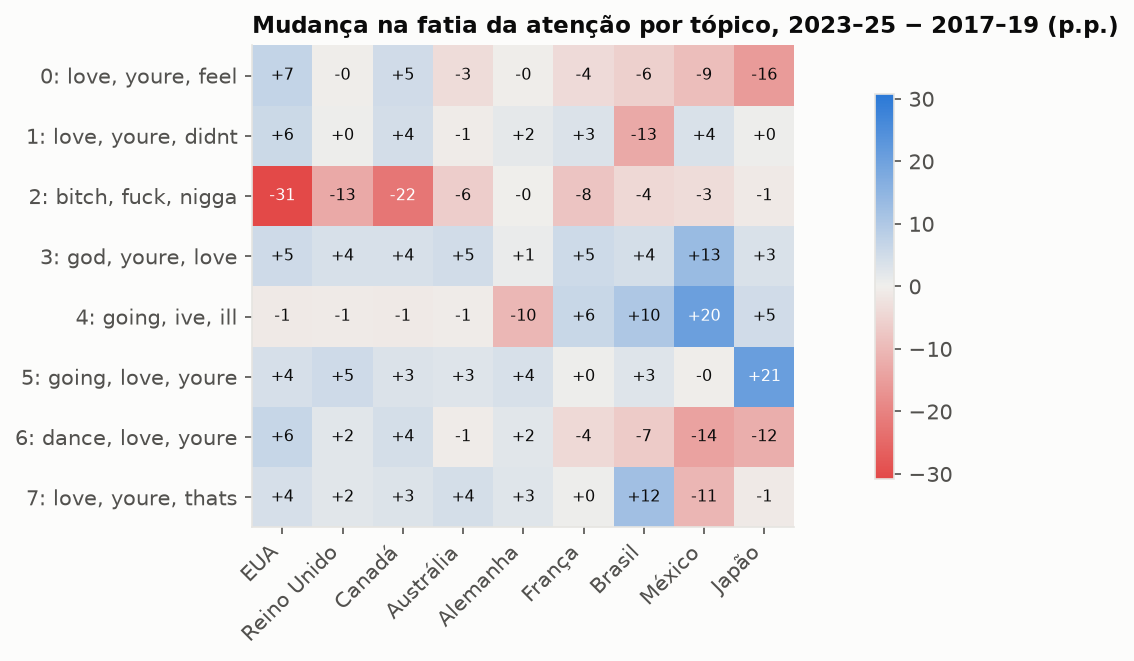 Mudança na fatia da atenção por tópico, 2023–25 − 2017–19 (p.p.)
0: love, youre, feel +7 -0 +5 -3 -0 -4 -6 -9 -16
1: love, youre, didnt +6 +0 +4 -1 +2 +3 -13 +4 +0
2: bitch, fuck, nigga -31 -13 -22 -6 -0 -8 -4 -3 -1
3: god, youre, love +5 +4 +4 +5 +1 +5 +4 +13 +3
4: going, ive, ill -1 -1 -1 -1 -10 +6 +10 +20 +5
5: going, love, youre +4 +5 +3 +3 +4 +0 +3 -0 +21
6: dance, love, youre +6 +2 +4 -1 +2 -4 -7 -14 -12
7: love, youre, thats +4 +2 +3 +4 +3 +0 +12 -11 -1
EUA
Reino Unido
Canadá
Austrália
Alemanha
França
Brasil
México
Japão
30
20
10
0
−10
−20
−30